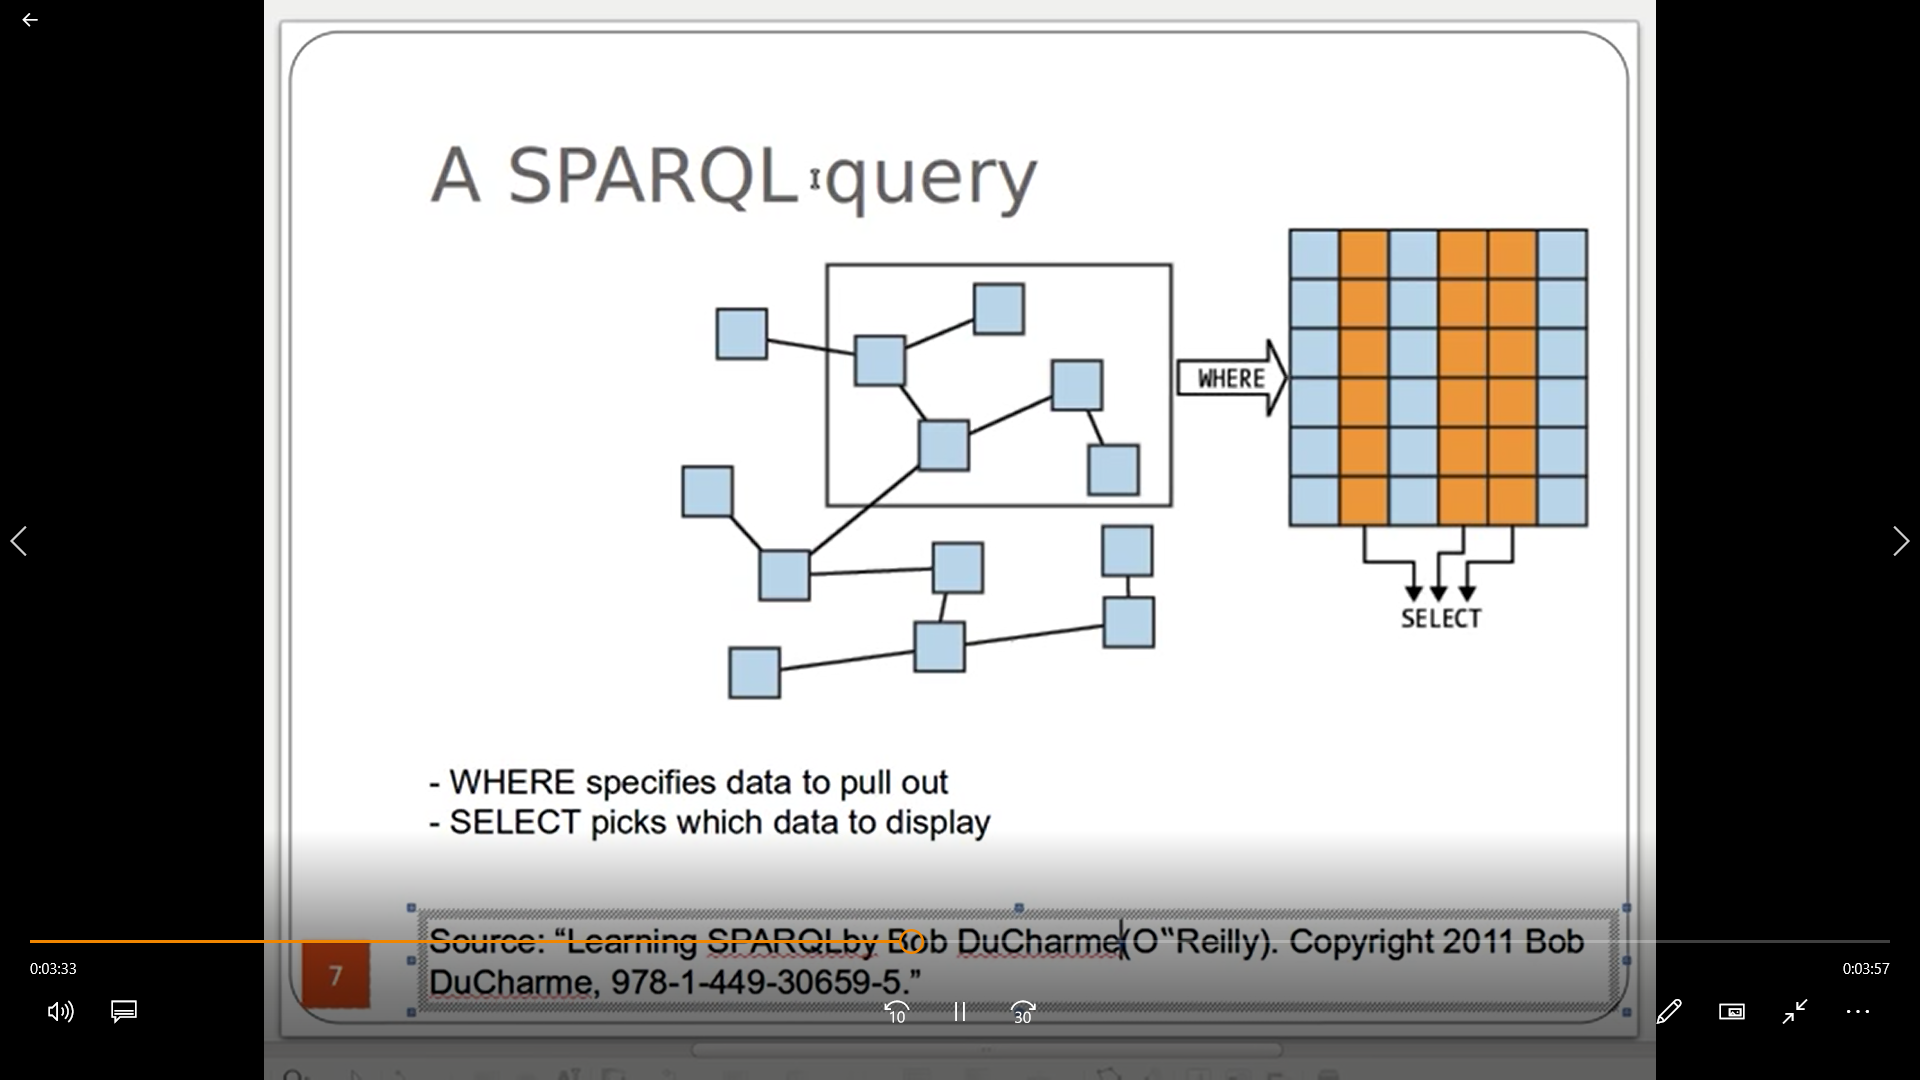 A SPARQL query
WHERE
SELECT
- WHERE specifies data to pull out
- SELECT picks which data to display
Source: “Learning SPARQLby Bob DuCharme(O‟Reilly). Copyright 2011 Bob
DuCharme, 978-1-449-30659-5.”
7
0:03:33
0:03:57
10
30